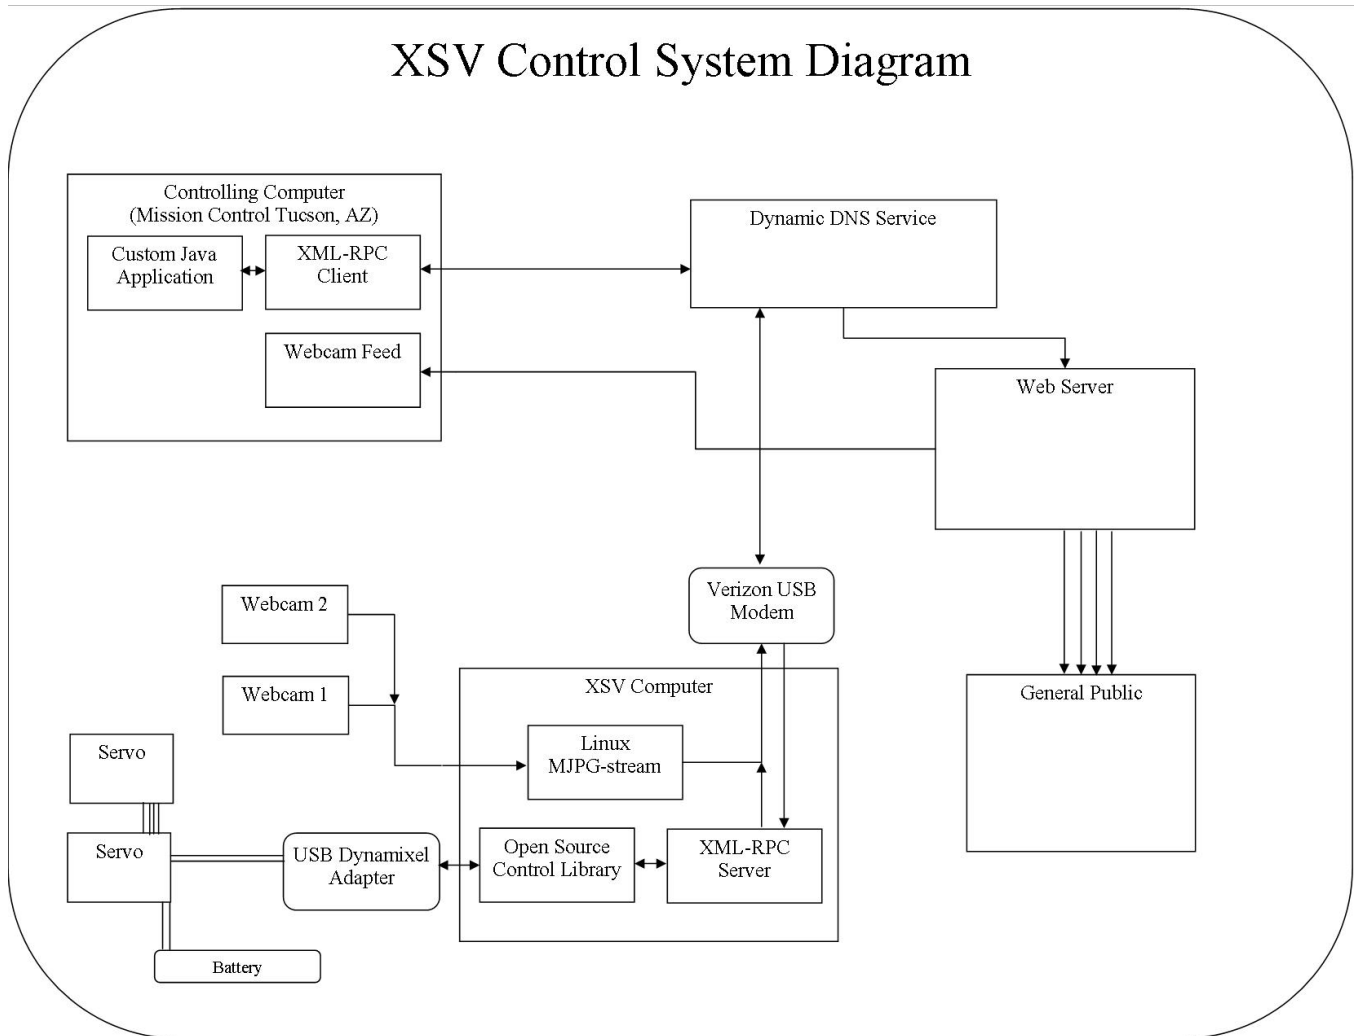 XSV Control System Diagram
Controlling Computer
(Mission Control Tucson, AZ)
Custom Java
Application
XML-RPC
Client
Webcam Feed
Dynamic DNS Service
Web Server
Verizon USB
Modem
Webcam 2
Webcam 1
XSV Computer
General Public
Linux
MJPG-stream
Servo
Servo
USB Dynamixel
Adapter
Open Source
Control Library
XML-RPC
Server
Battery